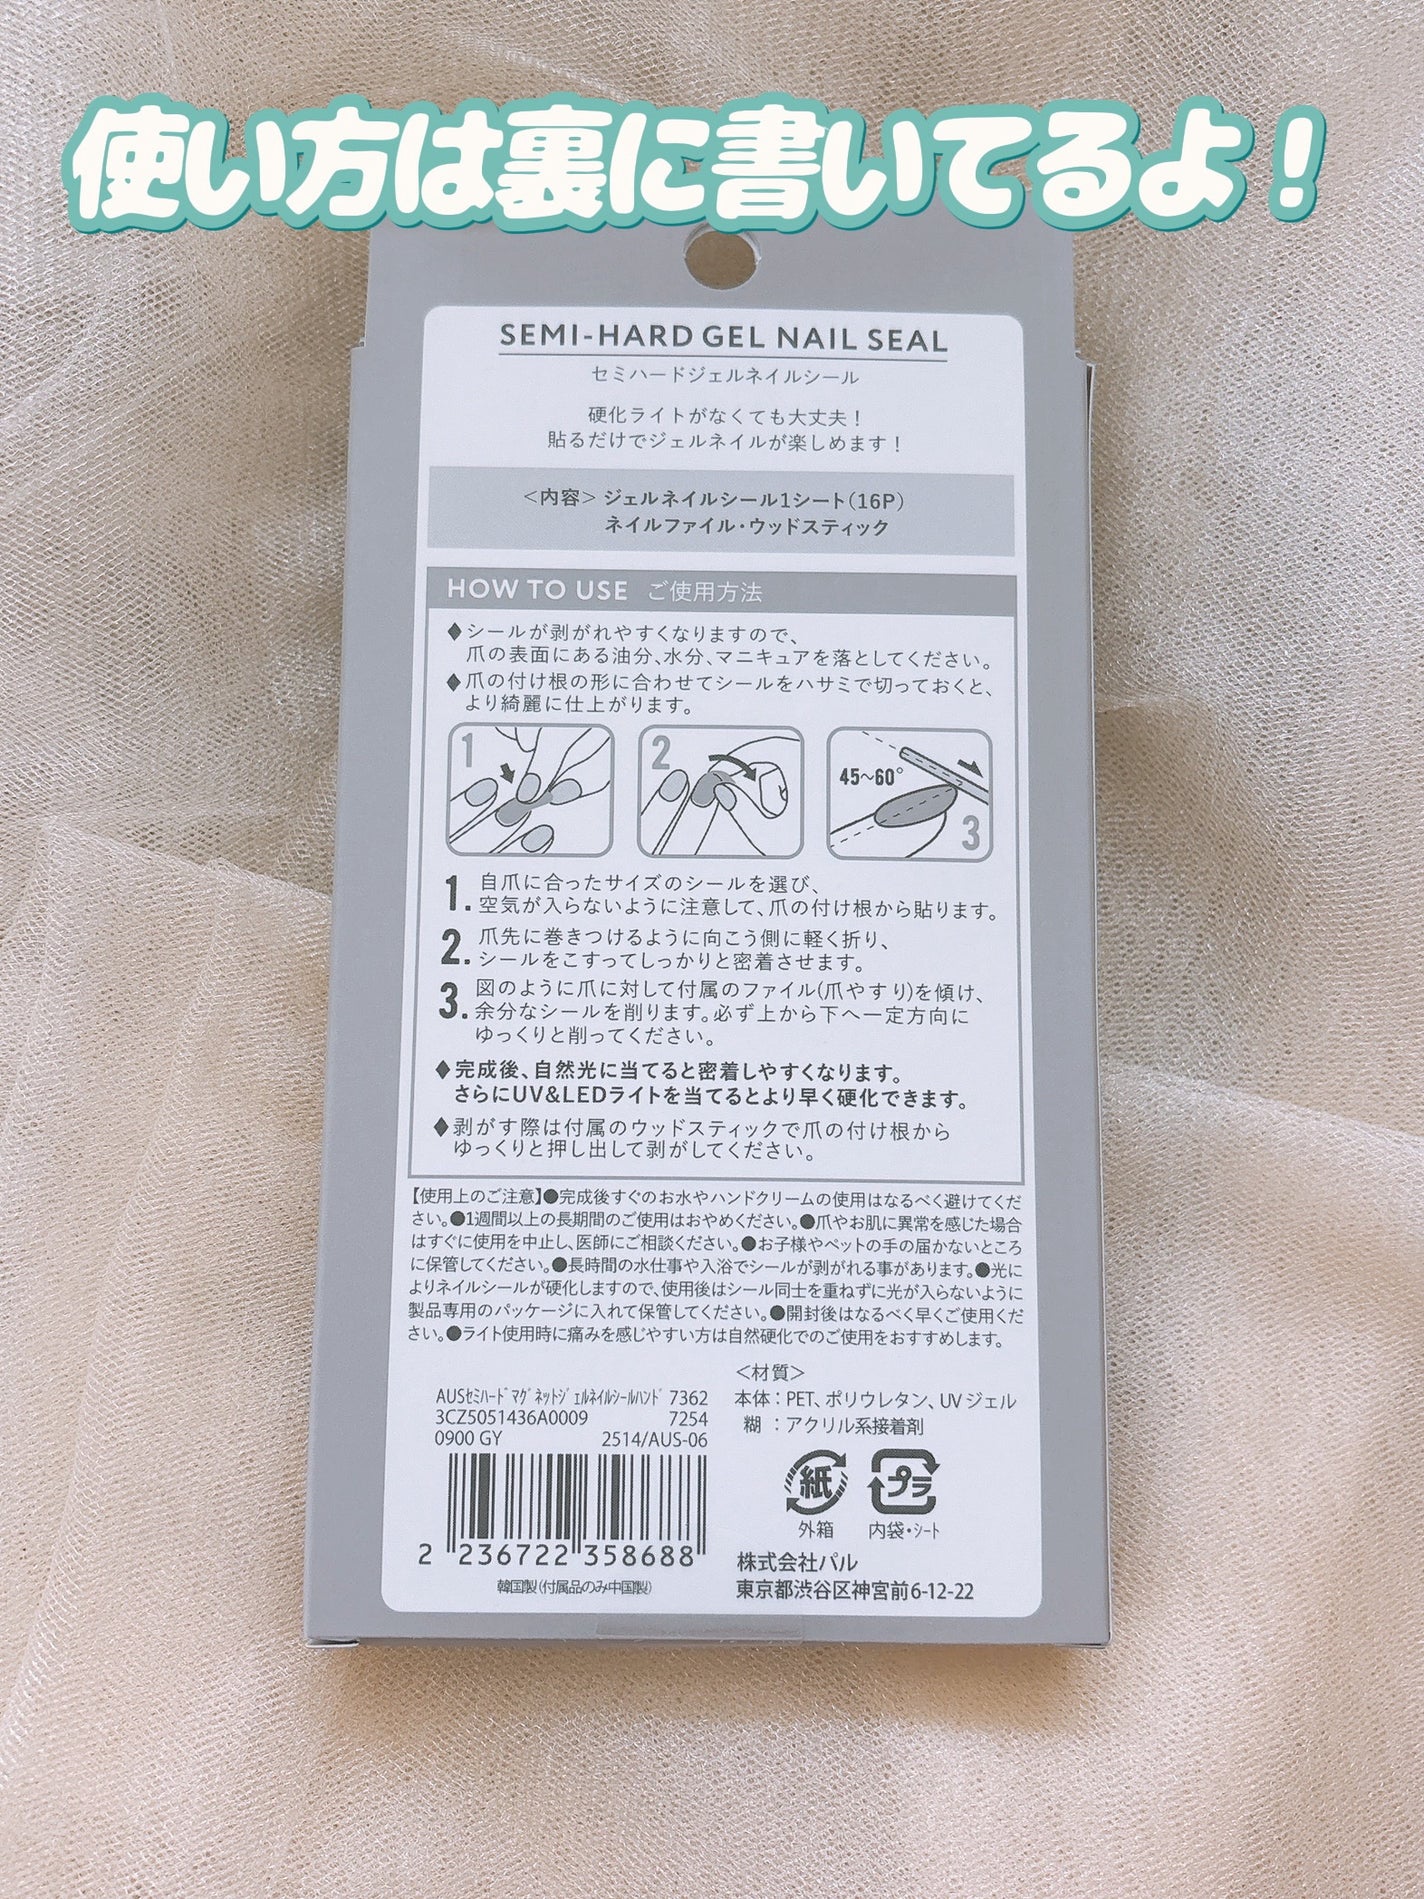 使い方は裏に書いてるよ！
SEMI-HARD GEL NAIL SEAL
セミハードジェルネイルシール
硬化ライトがなくても大丈夫！
貼るだけでジェルネイルが楽しめます！
＜内容＞ジェルネイルシール1シート(16P)
ネイルファイル・ウッドスティック
HOW TO USE ご使用方法
◆シールが剥がれやすくなりますので、
爪の表面にある油分、水分、マニキュアを落としてください。
◆爪の付け根の形に合わせてシールをハサミで切っておくと、
より綺麗に仕上がります。
1 2 45〜60° 3
1. 自爪に合ったサイズのシールを選び、
空気が入らないように注意して、爪の付け根から貼ります。
2. 爪先に巻きつけるように向こう側に軽く折り、
シールをこすってしっかりと密着させます。
3. 図のように爪に対して付属のファイル(爪やすり)を傾け、
余分なシールを削ります。必ず上から下へ一定方向に
ゆっくりと削ってください。
◆完成後、自然光に当てると密着しやすくなります。
さらにUV&LEDライトを当てるとより早く硬化できます。
◆剥がす際は付属のウッドスティックで爪の付け根から
ゆっくりと押し出して剥がしてください。
【使用上のご注意】●完成後すぐのお水やハンドクリームの使用はなるべく避けてくだ
さい。●1週間以上の長期間のご使用はおやめください。●爪やお肌に異常を感じた場合
はすぐに使用を中止し、医師にご相談ください。●お子様やペットの手の届かないところ
に保管してください。●長時間の水仕事や入浴でシールが剥がれる事があります。●光に
よりネイルシールが硬化しますので、使用後はシール同士を重ねずに光が入らないように
製品専用のパッケージに入れて保管してください。●開封後はなるべく早くご使用くだ
さい。●ライト使用時に痛みを感じやすい方は自然硬化でのご使用をおすすめします。
AUSｾﾐﾊｰﾄﾞﾏｸﾞﾈｯﾄｼﾞｪﾙﾈｲﾙｼｰﾙﾊﾝﾄﾞ 7362
3CZ5051436A0009 7254
0900 GY 2514/AUS-06
2 236722 358688
韓国製(付属品のみ中国製)
＜材質＞
本体：PET、ポリウレタン、UVジェル
糊 ：アクリル系接着剤
紙 プラ
外箱 内袋・ｼｰﾄ
株式会社パル
東京都渋谷区神宮前6-12-22